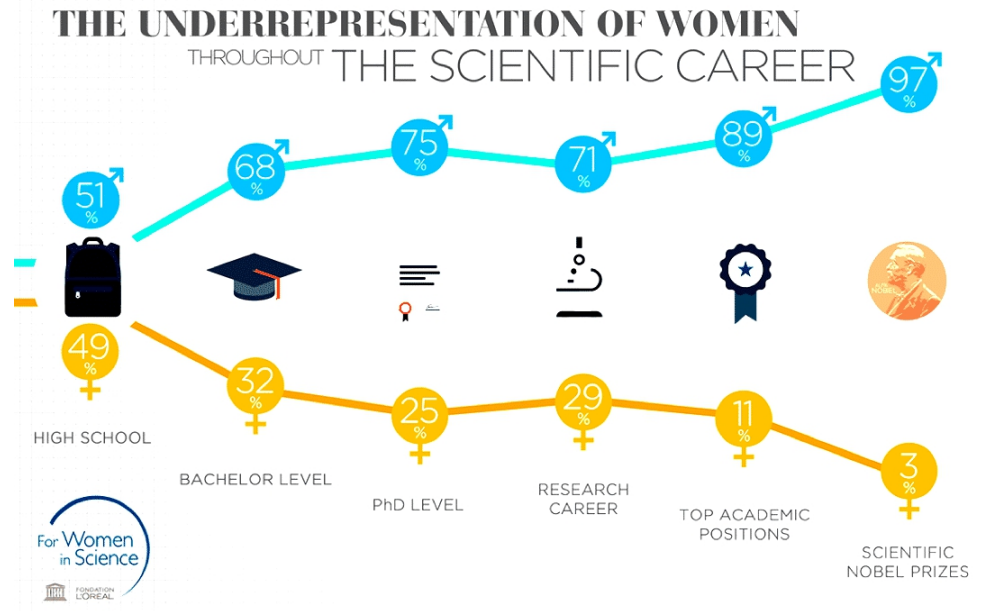 THE UNDERREPRESENTATION OF WOMEN
THROUGHOUT THE SCIENTIFIC CAREER
51
%
68
%
75
%
71
%
89
%
97
%
49
%
32
%
25
%
29
%
11
%
3
%
HIGH SCHOOL
BACHELOR LEVEL
PhD LEVEL
RESEARCH
CAREER
TOP ACADEMIC
POSITIONS
SCIENTIFIC
NOBEL PRIZES
For Women
in Science
FONDATION
L'ORÉAL